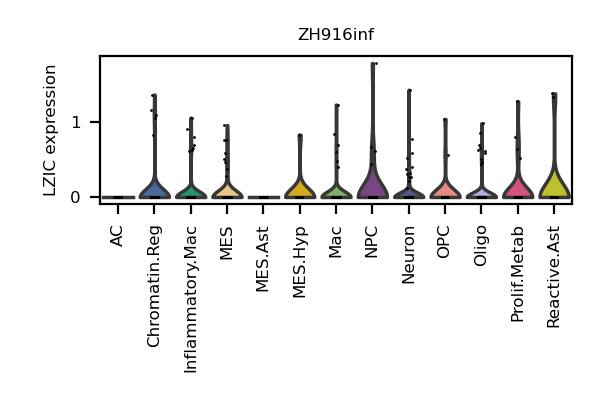 ZH916inf
LZIC expression
1
0
AC
Chromatin.Reg
Inflammatory.Mac
MES
MES.Ast
MES.Hyp
Mac
NPC
Neuron
OPC
Oligo
Prolif.Metab
Reactive.Ast